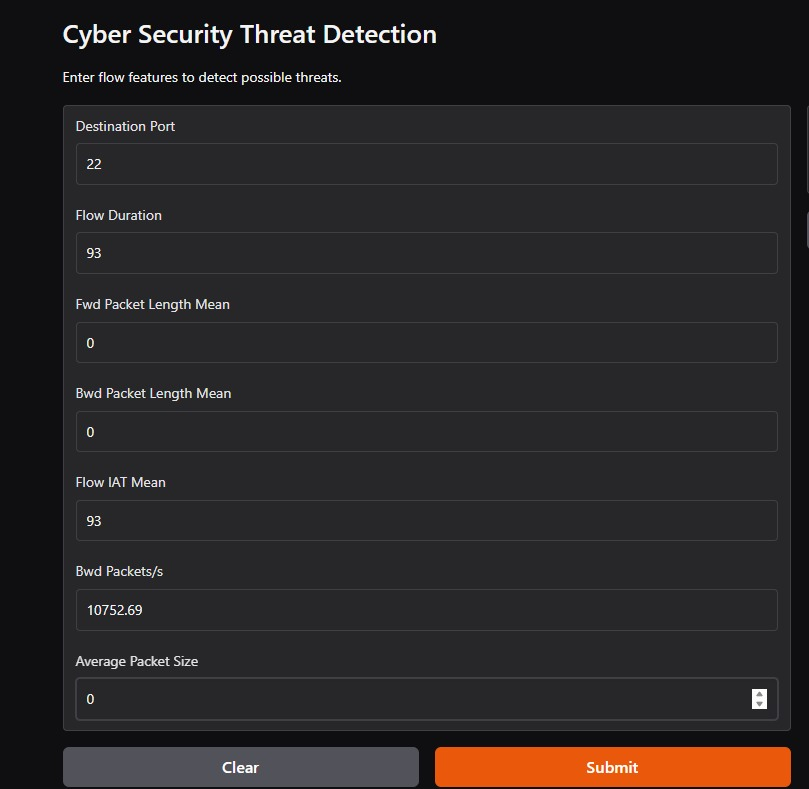 Cyber Security Threat Detection
Enter flow features to detect possible threats.
Destination Port
22
Flow Duration
93
Fwd Packet Length Mean
0
Bwd Packet Length Mean
0
Flow IAT Mean
93
Bwd Packets/s
10752.69
Average Packet Size
0
Clear
Submit